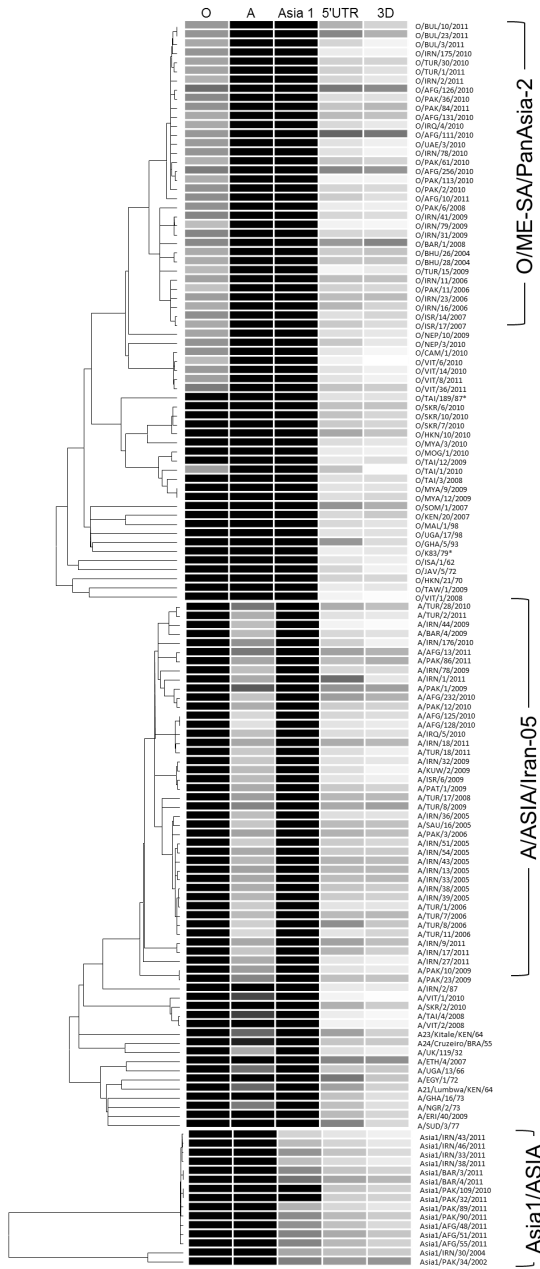 O A Asia 1 5'UTR 3D
O/BUL/10/2011
O/BUL/23/2011
O/BUL/3/2011
O/IRN/175/2010
O/TUR/30/2010
O/TUR/1/2011
O/IRN/2/2011
O/AFG/126/2010
O/PAK/36/2010
O/PAK/84/2011
O/AFG/131/2010
O/IRQ/4/2010
O/AFG/111/2010
O/UAE/3/2010
O/IRN/78/2010
O/PAK/61/2010
O/AFG/256/2010
O/PAK/113/2010
O/PAK/2/2010
O/AFG/10/2011
O/PAK/6/2008
O/IRN/41/2009
O/IRN/79/2009
O/IRN/31/2009
O/BAR/1/2008
O/BHU/26/2004
O/BHU/28/2004
O/TUR/15/2009
O/IRN/11/2006
O/PAK/11/2006
O/IRN/23/2006
O/IRN/16/2006
O/ISR/14/2007
O/ISR/17/2007
O/NEP/10/2009
O/NEP/3/2010
O/CAM/1/2010
O/VIT/6/2010
O/VIT/14/2010
O/VIT/8/2011
O/VIT/36/2011
O/TAI/189/87*
O/SKR/6/2010
O/SKR/10/2010
O/SKR/7/2010
O/HKN/10/2010
O/MYA/3/2010
O/MOG/1/2010
O/TAI/12/2009
O/TAI/1/2010
O/TAI/3/2008
O/MYA/9/2009
O/MYA/12/2009
O/SOM/1/2007
O/KEN/20/2007
O/MAL/1/98
O/UGA/17/98
O/GHA/5/93
O/K83/79*
O/ISA/1/62
O/JAV/5/72
O/HKN/21/70
O/TAW/1/2009
O/VIT/1/2008
O/ME-SA/PanAsia-2
A/TUR/28/2010
A/TUR/2/2011
A/IRN/44/2009
A/BAR/4/2009
A/IRN/176/2010
A/AFG/13/2011
A/PAK/86/2011
A/IRN/78/2009
A/IRN/1/2011
A/PAK/1/2009
A/AFG/232/2010
A/PAK/12/2010
A/AFG/125/2010
A/AFG/128/2010
A/IRQ/5/2010
A/IRN/18/2011
A/TUR/18/2011
A/IRN/32/2009
A/KUW/2/2009
A/ISR/6/2009
A/PAT/1/2009
A/TUR/17/2008
A/TUR/8/2009
A/IRN/36/2005
A/SAU/16/2005
A/PAK/3/2006
A/IRN/51/2005
A/IRN/54/2005
A/IRN/43/2005
A/IRN/13/2005
A/IRN/33/2005
A/IRN/38/2005
A/IRN/39/2005
A/TUR/1/2006
A/TUR/7/2006
A/TUR/8/2006
A/TUR/11/2006
A/IRN/9/2011
A/IRN/17/2011
A/IRN/27/2011
A/PAK/10/2009
A/PAK/23/2009
A/IRN/2/87
A/VIT/1/2010
A/SKR/2/2010
A/TAI/4/2008
A/VIT/2/2008
A23/Kitale/KEN/64
A24/Cruzeiro/BRA/55
A/UK/119/32
A/ETH/4/2007
A/UGA/13/66
A/EGY/1/72
A21/Lumbwa/KEN/64
A/GHA/16/73
A/NGR/2/73
A/ERI/40/2009
A/SUD/3/77
A/ASIA/Iran-05
Asia1/IRN/43/2011
Asia1/IRN/46/2011
Asia1/IRN/33/2011
Asia1/IRN/38/2011
Asia1/BAR/3/2011
Asia1/BAR/4/2011
Asia1/PAK/109/2010
Asia1/PAK/32/2011
Asia1/PAK/89/2011
Asia1/PAK/90/2011
Asia1/AFG/48/2011
Asia1/AFG/51/2011
Asia1/AFG/55/2011
Asia1/IRN/30/2004
Asia1/PAK/34/2002
Asia1/ASIA